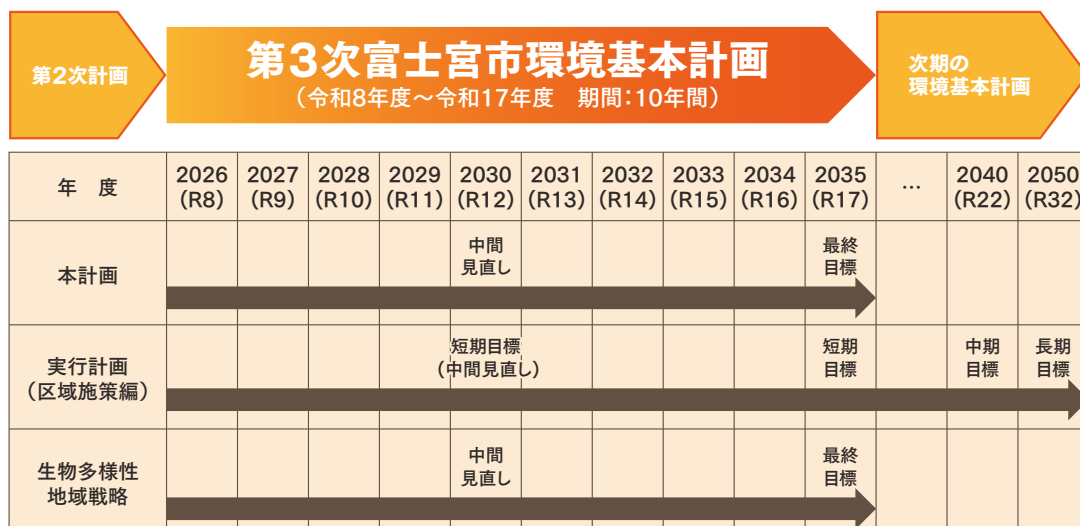 第2次計画
第3次富士宮市環境基本計画
（令和8年度～令和17年度　期間：10年間）
次期の
環境基本計画
年　度
2026
(R8)
2027
(R9)
2028
(R10)
2029
(R11)
2030
(R12)
2031
(R13)
2032
(R14)
2033
(R15)
2034
(R16)
2035
(R17)
…
2040
(R22)
2050
(R32)
本計画
中間
見直し
最終
目標
実行計画
（区域施策編）
短期目標
（中間見直し）
短期
目標
中期
目標
長期
目標
生物多様性
地域戦略
中間
見直し
最終
目標